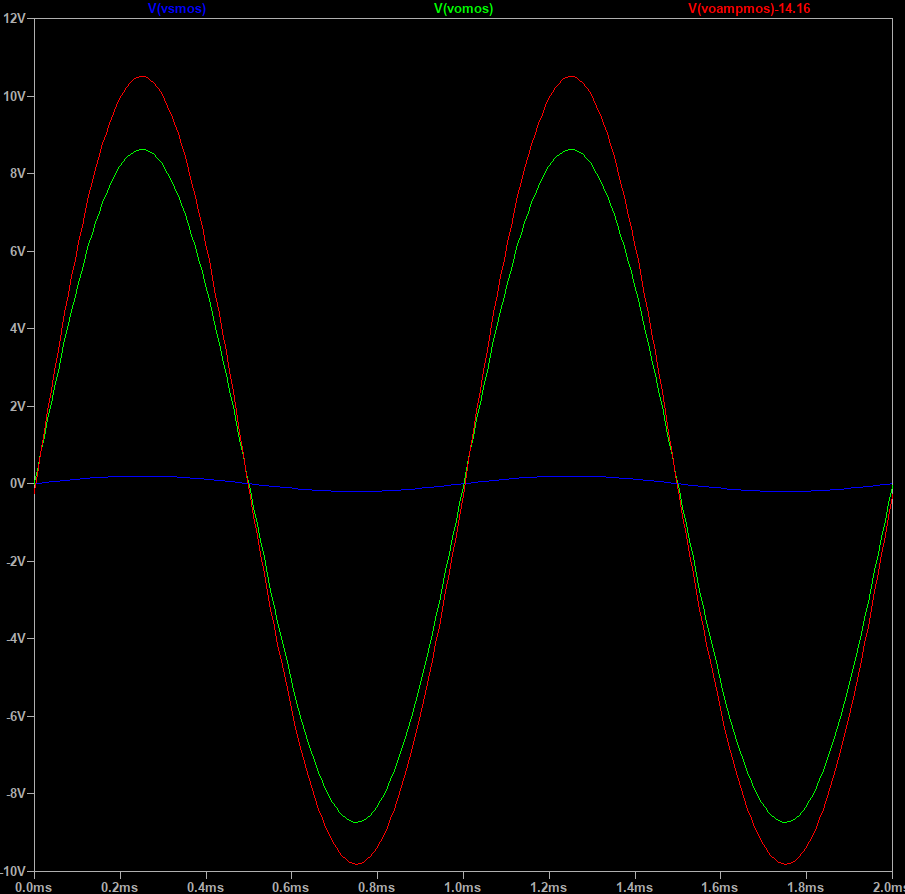 V(vsmos) V(vomos) V(voampmos)-14.16
12V
10V
8V
6V
4V
2V
0V
-2V
-4V
-6V
-8V
-10V
0.0ms 0.2ms 0.4ms 0.6ms 0.8ms 1.0ms 1.2ms 1.4ms 1.6ms 1.8ms 2.0ms